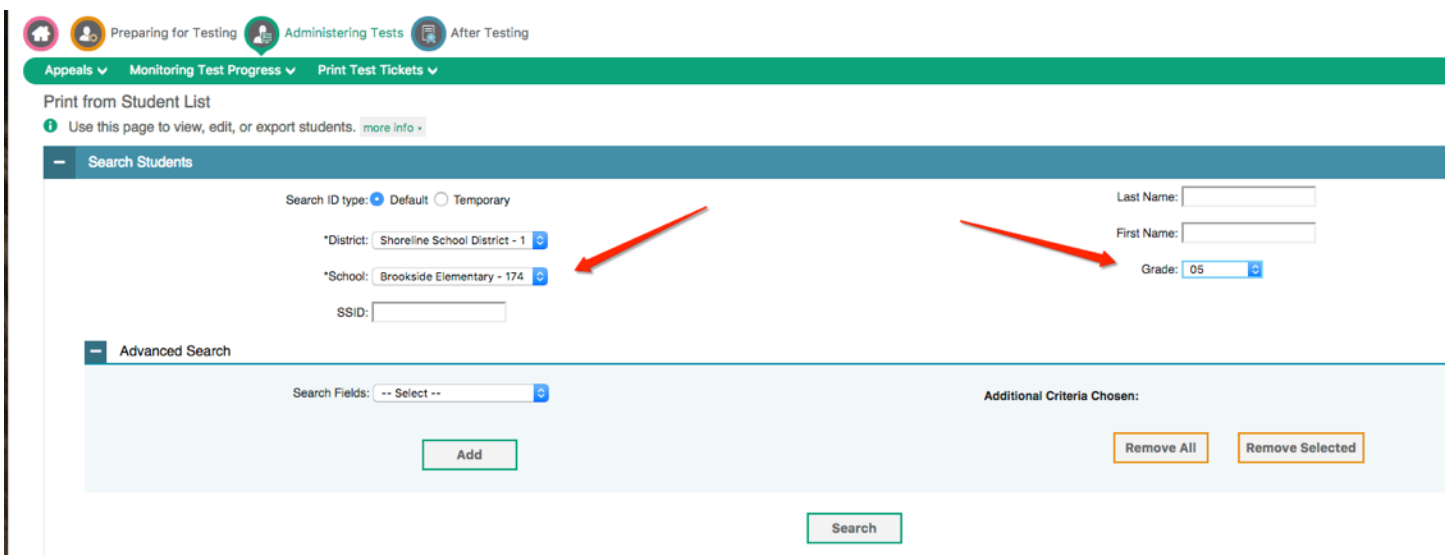 Preparing for Testing Administering Tests After Testing
Appeals Monitoring Test Progress Print Test Tickets
Print from Student List
Use this page to view, edit, or export students. more info
Search Students
Search ID type: Default Temporary
*District: Shoreline School District - 1
*School: Brookside Elementary - 174
SSID:
Last Name:
First Name:
Grade: 05
Advanced Search
Search Fields: -- Select --
Add
Additional Criteria Chosen:
Remove All Remove Selected
Search